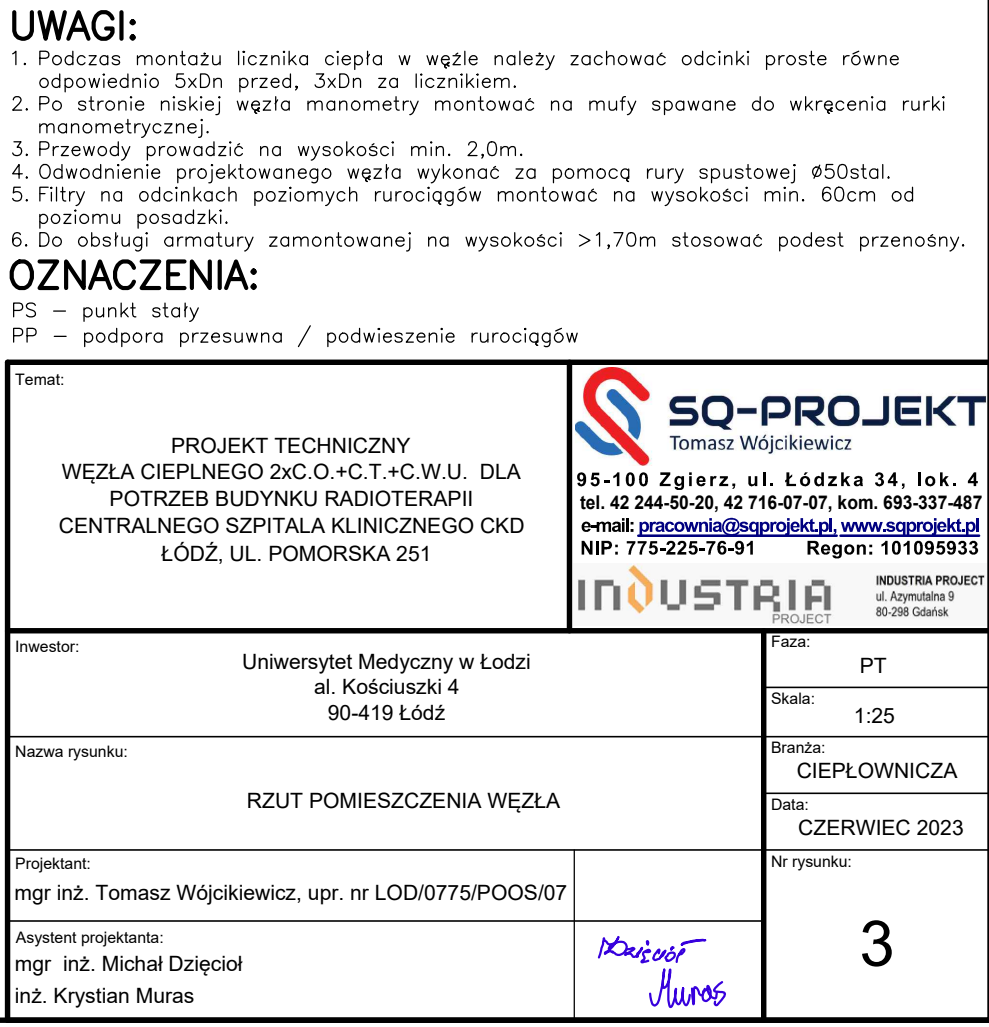 UWAGI:
1. Podczas montażu licznika ciepła w węźle należy zachować odcinki proste równe
odpowiednio 5xDn przed, 3xDn za licznikiem.
2. Po stronie niskiej węzła manometry montować na mufy spawane do wkręcenia rurki
manometrycznej.
3. Przewody prowadzić na wysokości min. 2,0m.
4. Odwodnienie projektowanego węzła wykonać za pomocą rury spustowej Ø50stal.
5. Filtry na odcinkach poziomych rurociągów montować na wysokości min. 60cm od
poziomu posadzki.
6. Do obsługi armatury zamontowanej na wysokości >1,70m stosować podest przenośny.
OZNACZENIA:
PS – punkt stały
PP – podpora przesuwna / podwieszenie rurociągów
Temat:
PROJEKT TECHNICZNY
WĘZŁA CIEPLNEGO 2xC.O.+C.T.+C.W.U. DLA
POTRZEB BUDYNKU RADIOTERAPII
CENTRALNEGO SZPITALA KLINICZNEGO CKD
ŁÓDŹ, UL. POMORSKA 251
SQ-PROJEKT
Tomasz Wójcikiewicz
95-100 Zgierz, ul. Łódzka 34, lok. 4
tel. 42 244-50-20, 42 716-07-07, kom. 693-337-487
e-mail: pracownia@sqprojekt.pl, www.sqprojekt.pl
NIP: 775-225-76-91 Regon: 101095933
INDUSTRIA
PROJECT
INDUSTRIA PROJECT
ul. Azymutalna 9
80-298 Gdańsk
Inwestor:
Uniwersytet Medyczny w Łodzi
al. Kościuszki 4
90-419 Łódź
Faza:
PT
Skala:
1:25
Nazwa rysunku:
RZUT POMIESZCZENIA WĘZŁA
Branża:
CIEPŁOWNICZA
Data:
CZERWIEC 2023
Projektant:
mgr inż. Tomasz Wójcikiewicz, upr. nr LOD/0775/POOS/07
Nr rysunku:
3
Asystent projektanta:
mgr inż. Michał Dzięcioł
inż. Krystian Muras
MDzięcioł
Muras